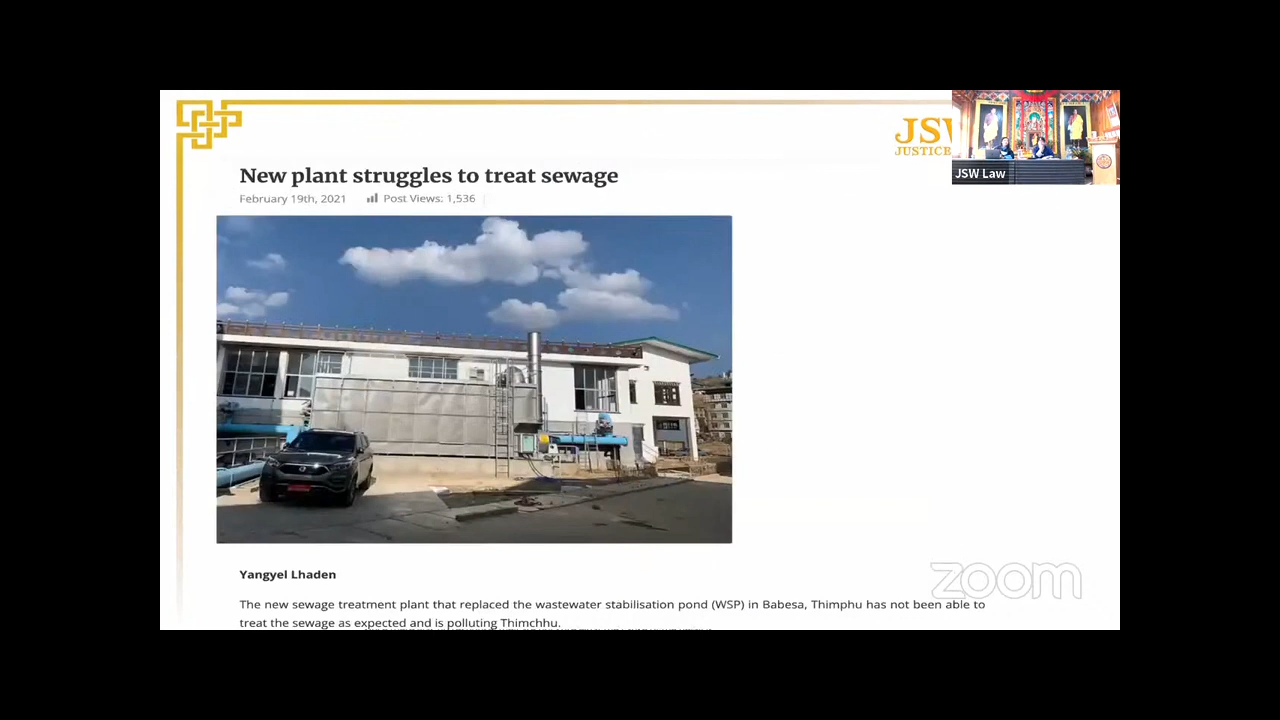 JSW
JUSTICE
JSW Law
New plant struggles to treat sewage
February 19th, 2021 Post Views: 1,536
Yangyel Lhaden
zoom
The new sewage treatment plant that replaced the wastewater stabilisation pond (WSP) in Babesa, Thimphu has not been able to
treat the sewage as expected and is polluting Thimchhu.